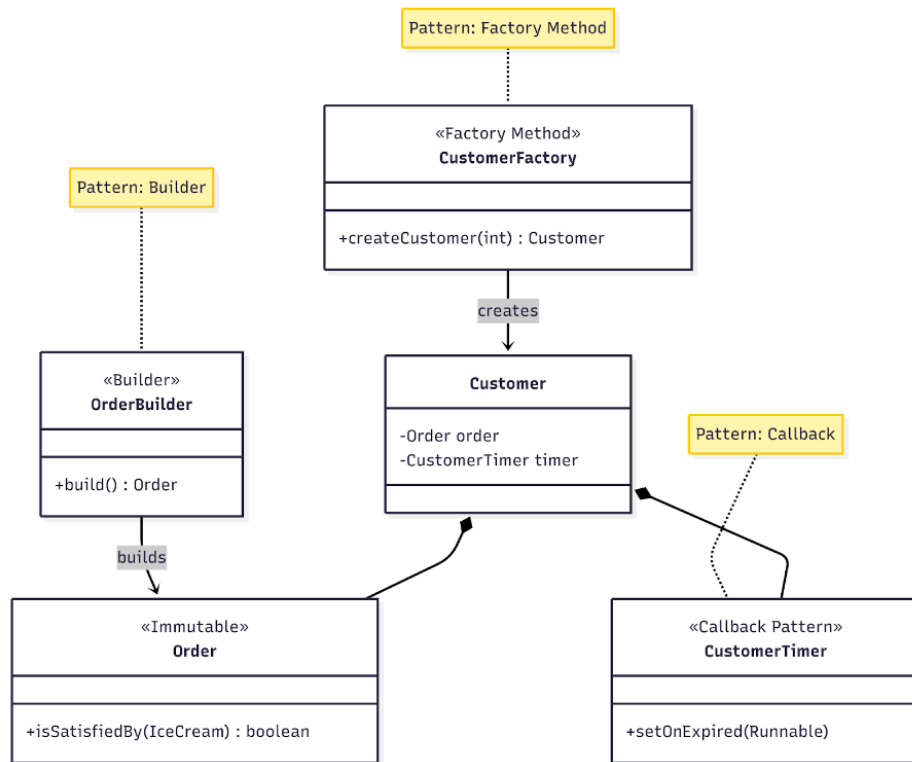 Pattern: Factory Method
«Factory Method»
CustomerFactory
+createCustomer(int) : Customer
Pattern: Builder
creates
«Builder»
OrderBuilder
+build() : Order
Customer
-Order order
-CustomerTimer timer
Pattern: Callback
builds
«Immutable»
Order
+isSatisfiedBy(IceCream) : boolean
«Callback Pattern»
CustomerTimer
+setOnExpired(Runnable)